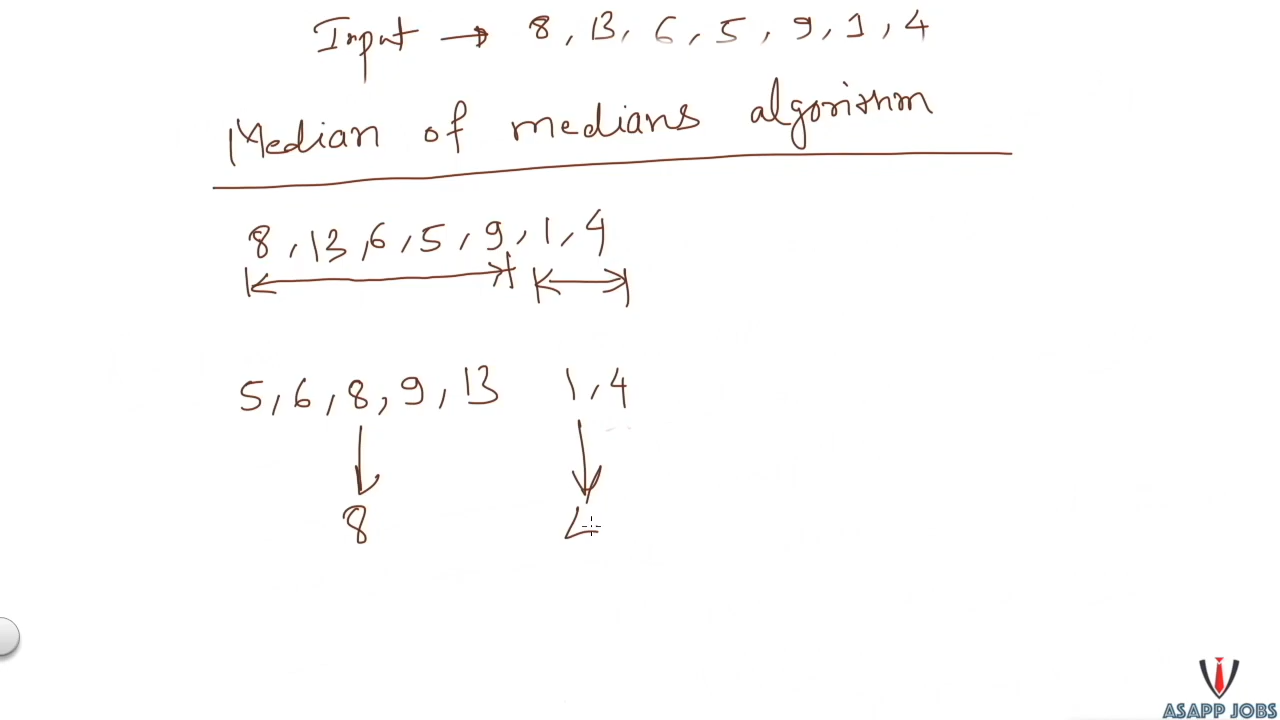 Input → 8, 13, 6, 5, 9, 1, 4
Median of medians algorithm
8, 13, 6, 5, 9, 1, 4
5, 6, 8, 9, 13 1, 4
8 4
ASAPP JOBS